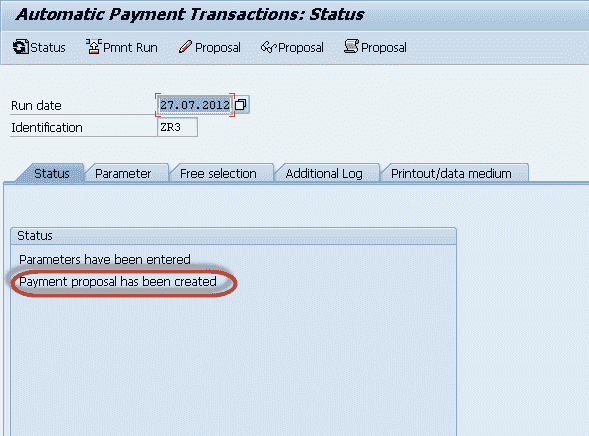 Automatic Payment Transactions: Status
Status Pmnt Run Proposal Proposal Proposal
Run date 27.07.2012
Identification ZR3
Status Parameter Free selection Additional Log Printout/data medium
Status
Parameters have been entered
Payment proposal has been created